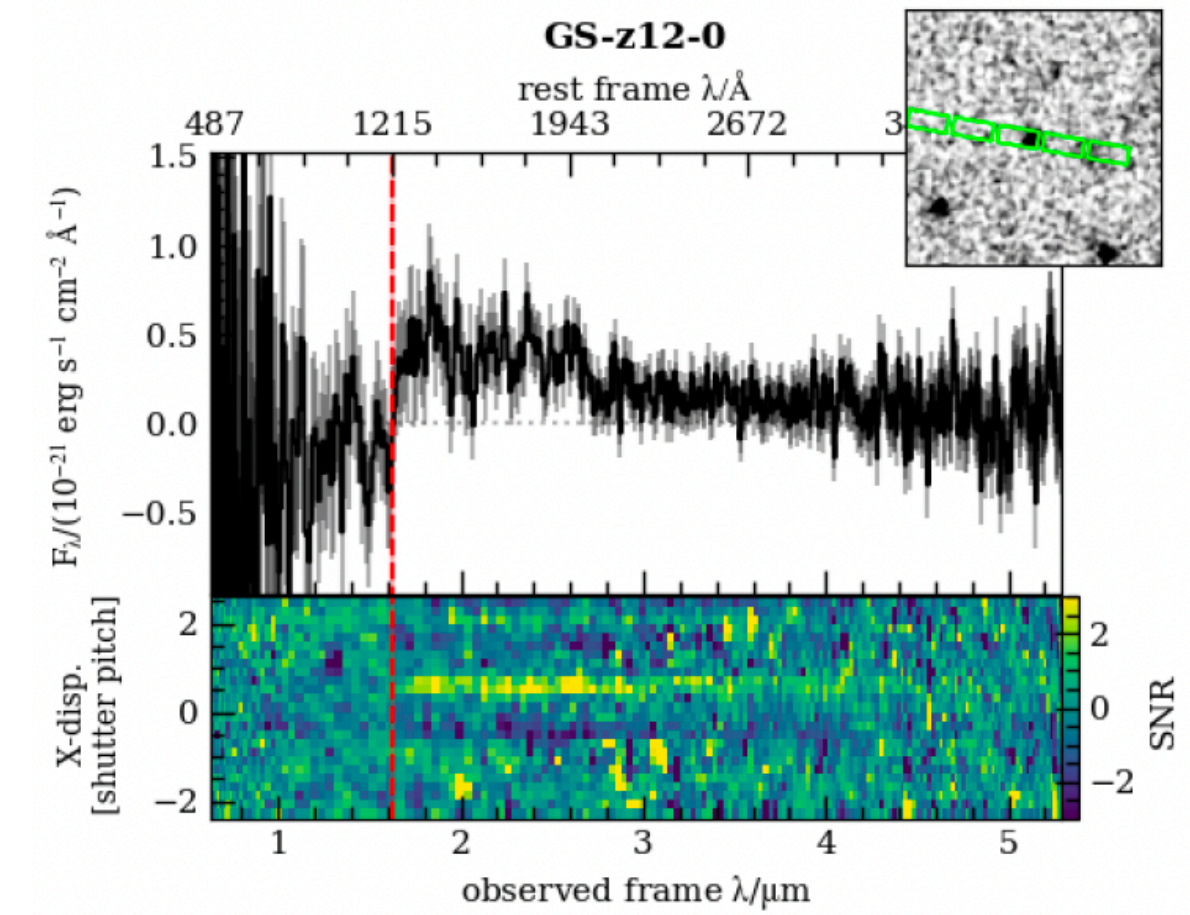 GS-z12-0
rest frame λ/Å
487 1215 1943 2672 3
1.5
1.0
0.5
0.0
−0.5
Fλ/(10⁻²¹ erg s⁻¹ cm⁻² Å⁻¹)
2
0
−2
X-disp.
[shutter pitch]
2
0
−2
SNR
1 2 3 4 5
observed frame λ/μm